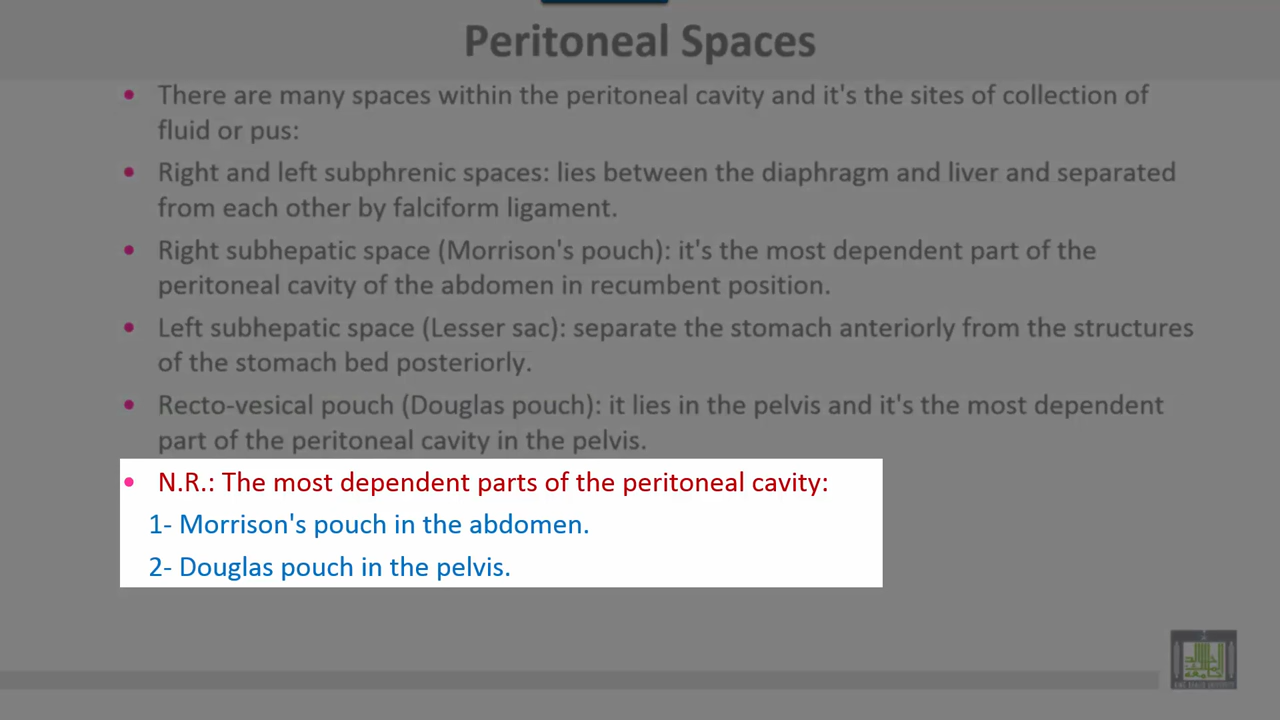 Peritoneal Spaces
• There are many spaces within the peritoneal cavity and it's the sites of collection of
fluid or pus:
• Right and left subphrenic spaces: lies between the diaphragm and liver and separated
from each other by falciform ligament.
• Right subhepatic space (Morrison's pouch): it's the most dependent part of the
peritoneal cavity of the abdomen in recumbent position.
• Left subhepatic space (Lesser sac): separate the stomach anteriorly from the structures
of the stomach bed posteriorly.
• Recto-vesical pouch (Douglas pouch): it lies in the pelvis and it's the most dependent
part of the peritoneal cavity in the pelvis.
• N.R.: The most dependent parts of the peritoneal cavity:
1- Morrison's pouch in the abdomen.
2- Douglas pouch in the pelvis.